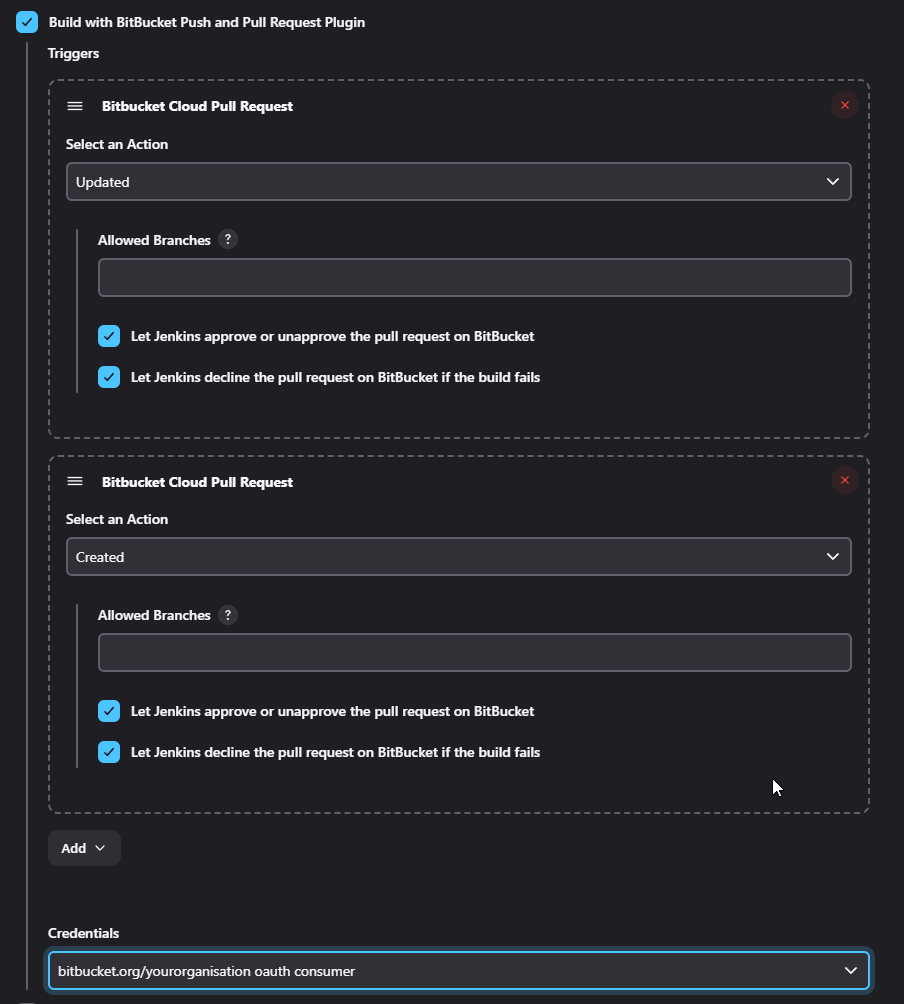 Build with BitBucket Push and Pull Request Plugin
Triggers
Bitbucket Cloud Pull Request
Select an Action
Updated
Allowed Branches ?
Let Jenkins approve or unapprove the pull request on BitBucket
Let Jenkins decline the pull request on BitBucket if the build fails
Bitbucket Cloud Pull Request
Select an Action
Created
Allowed Branches ?
Let Jenkins approve or unapprove the pull request on BitBucket
Let Jenkins decline the pull request on BitBucket if the build fails
Add
Credentials
bitbucket.org/yourorganisation oauth consumer